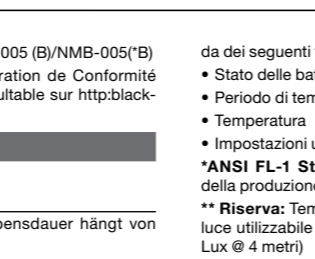 005 (B)/NMB-005(*B)
ration de Conformité
ultable sur http:black-
ensdauer hängt von
da dei seguenti
• Stato delle bat
• Periodo di tem
• Temperatura
• Impostazioni u
*ANSI FL-1 St
della produzione
** Riserva: Tem
luce utilizzabile
Lux @ 4 metri)